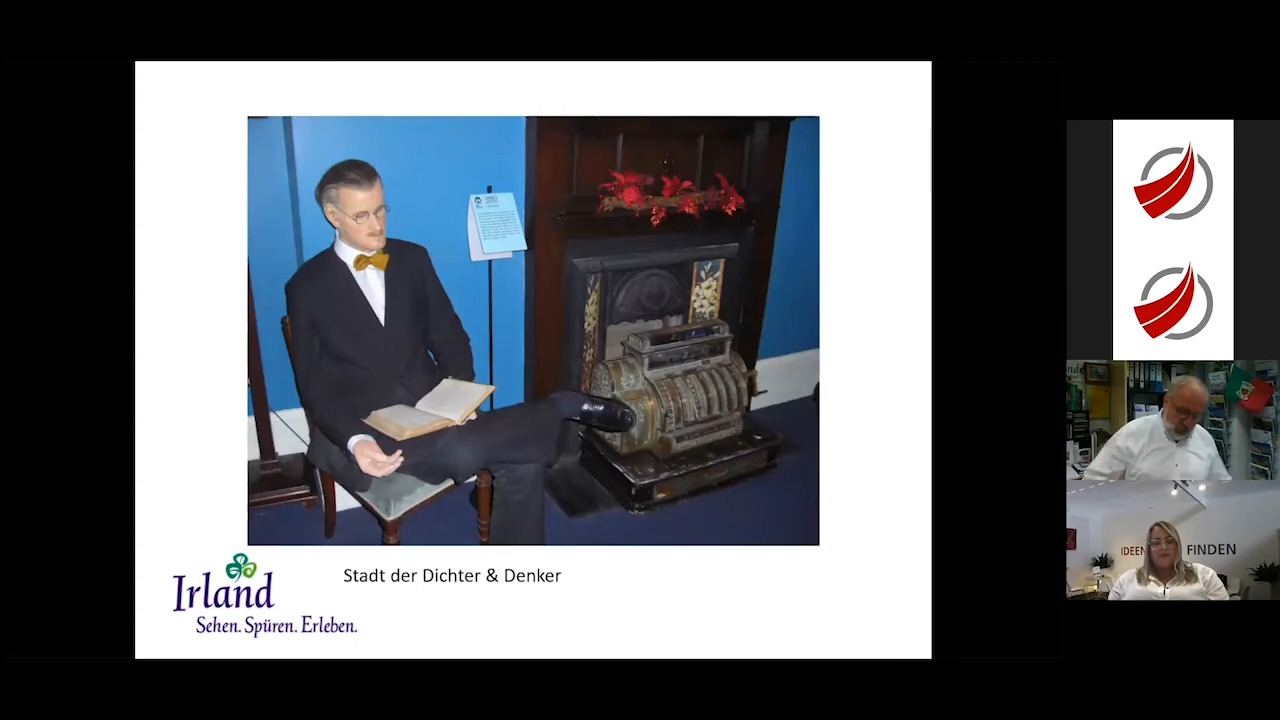 Stadt der Dichter & Denker
Irland
Sehen. Spüren. Erleben.
IDEEN FINDEN